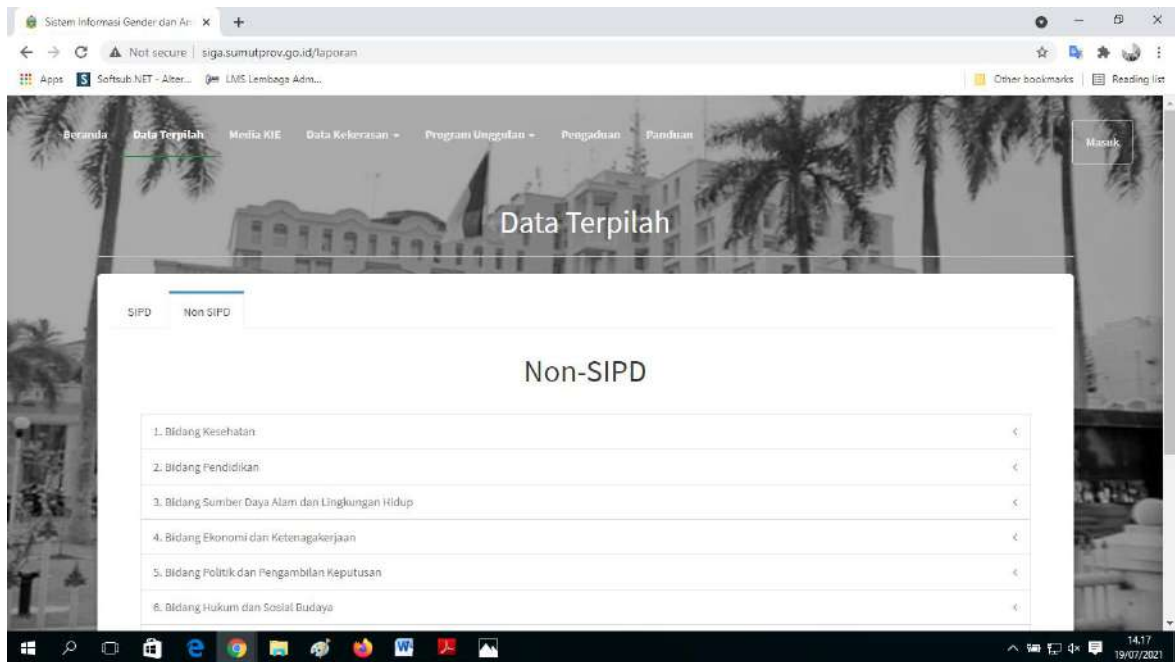 Sistem Informasi Gender dan An
Not secure | siga.sumutprov.go.id/laporan
Apps Softsub.NET - Alter... LMS Lembaga Adm... Other bookmarks Reading list
Beranda Data Terpilah Media KIE Data Kekerasan Program Unggulan Pengaduan Panduan Masuk
Data Terpilah
SIPD Non SIPD
Non-SIPD
1. Bidang Kesehatan
2. Bidang Pendidikan
3. Bidang Sumber Daya Alam dan Lingkungan Hidup
4. Bidang Ekonomi dan Ketenagakerjaan
5. Bidang Politik dan Pengambilan Keputusan
6. Bidang Hukum dan Sosial Budaya
14.17
19/07/2021